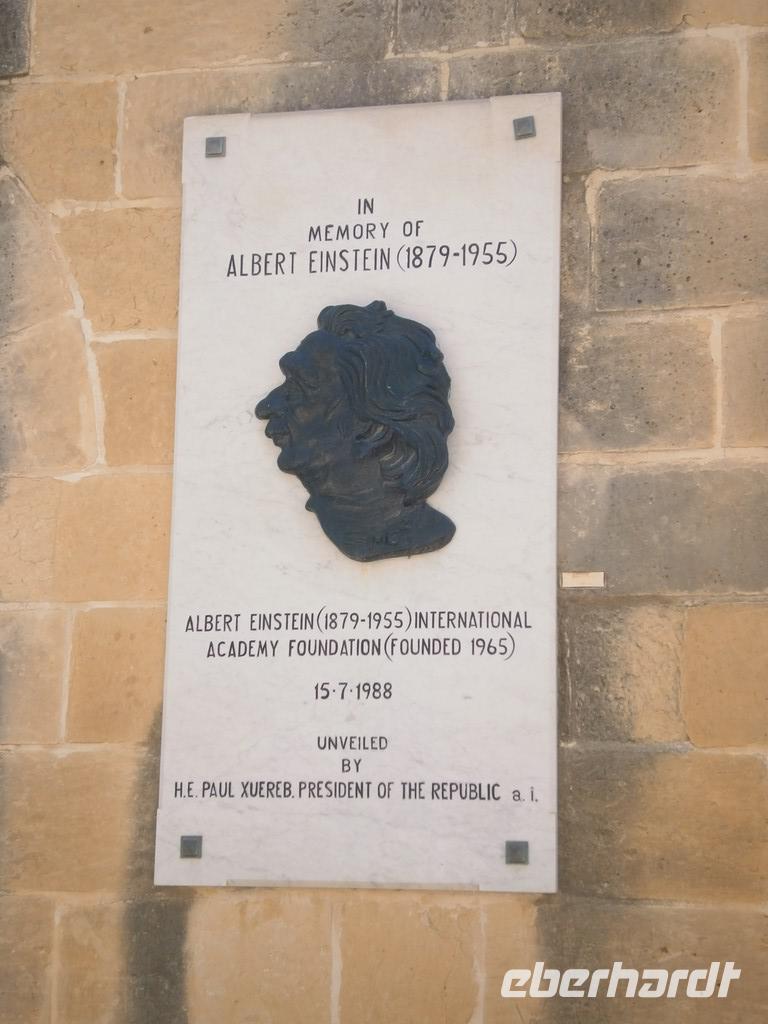 IN
MEMORY OF
ALBERT EINSTEIN (1879-1955)
ALBERT EINSTEIN (1879-1955) INTERNATIONAL
ACADEMY FOUNDATION (FOUNDED 1965)
15·7·1988
UNVEILED
BY
H.E. PAUL XUEREB. PRESIDENT OF THE REPUBLIC a. i.
eberhardt